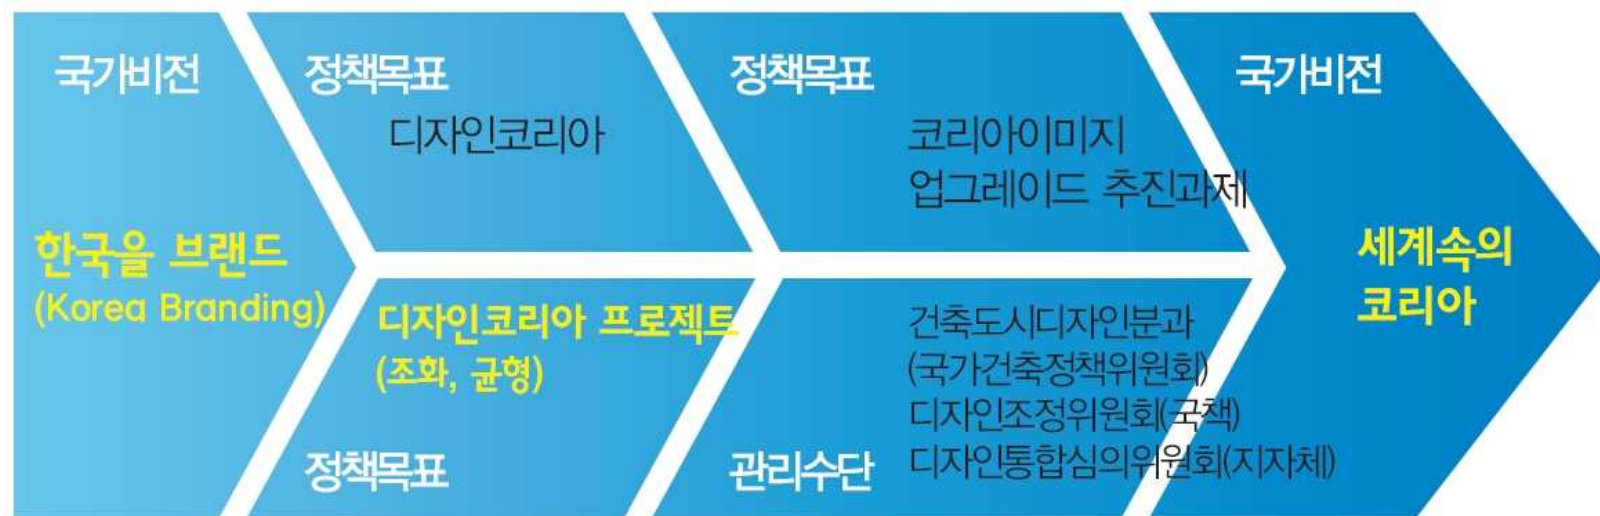 국가비전
한국을 브랜드
(Korea Branding)
정책목표
디자인코리아
디자인코리아 프로젝트
(조화, 균형)
정책목표
정책목표
코리아이미지
업그레이드 추진과제
건축도시디자인분과
(국가건축정책위원회)
디자인조정위원회(국책)
디자인통합심의위원회(지자체)
관리수단
국가비전
세계속의
코리아